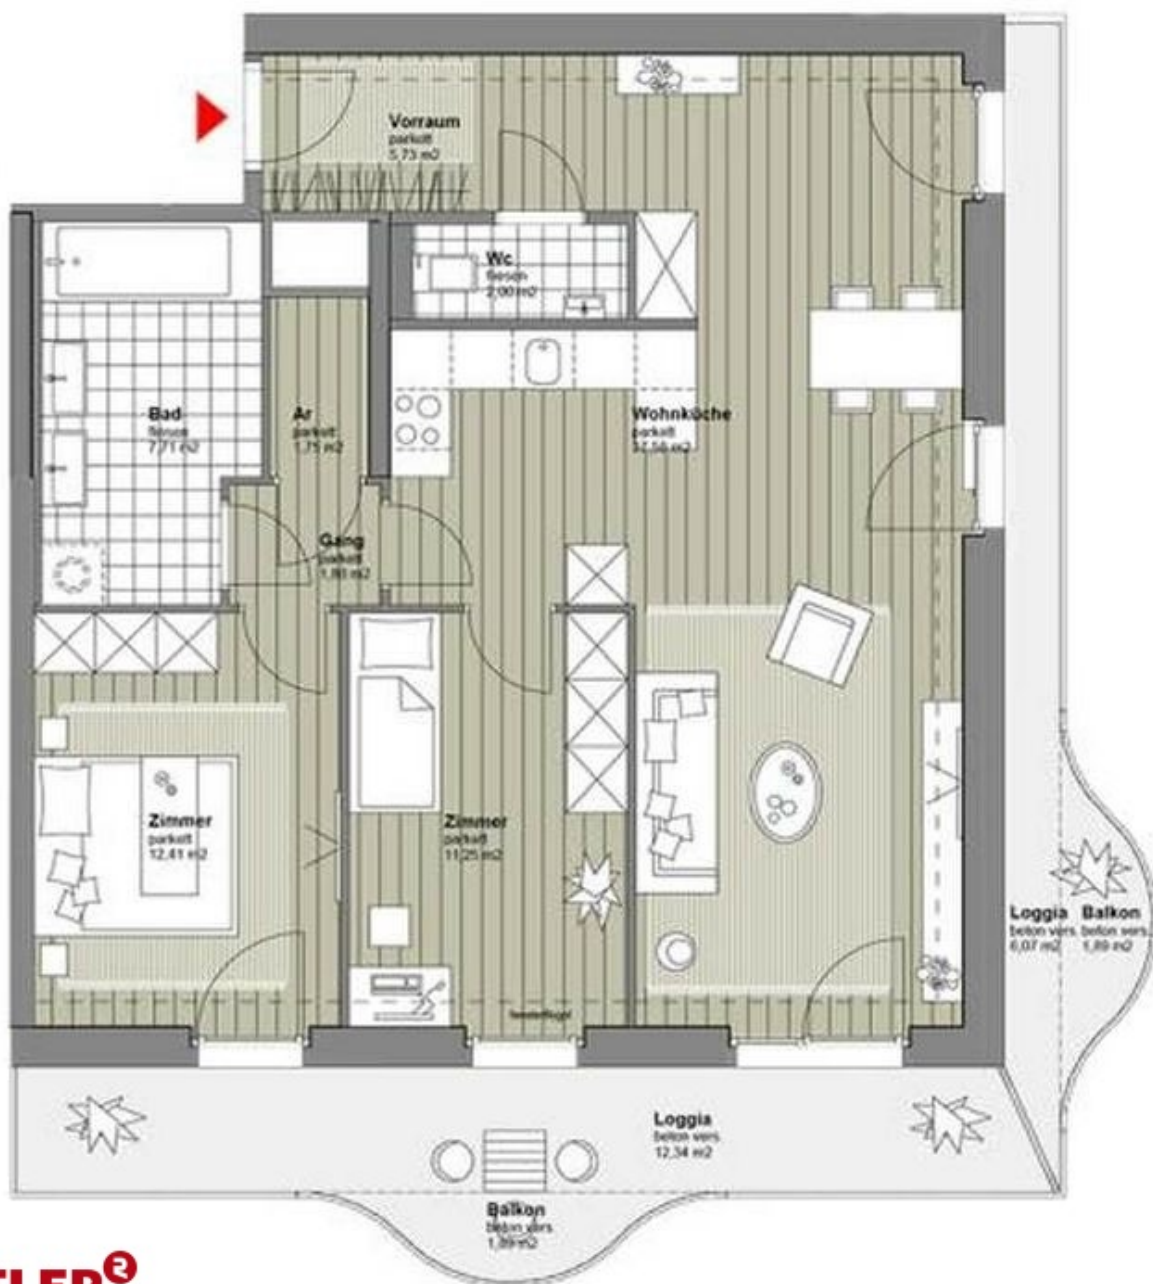 Vorraum
parkett
5,73 m2
Wc
fliesen
2,00 m2
Bad
fliesen
7,71 m2
Ar
parkett
1,75 m2
Wohnküche
parkett
m2
Gang
parkett
m2
Zimmer
parkett
12,41 m2
Zimmer
parkett
11,25 m2
Loggia
beton vers.
6,07 m2
Balkon
beton vers.
1,89 m2
Loggia
beton vers.
12,34 m2
Balkon
beton vers.
1,89 m2